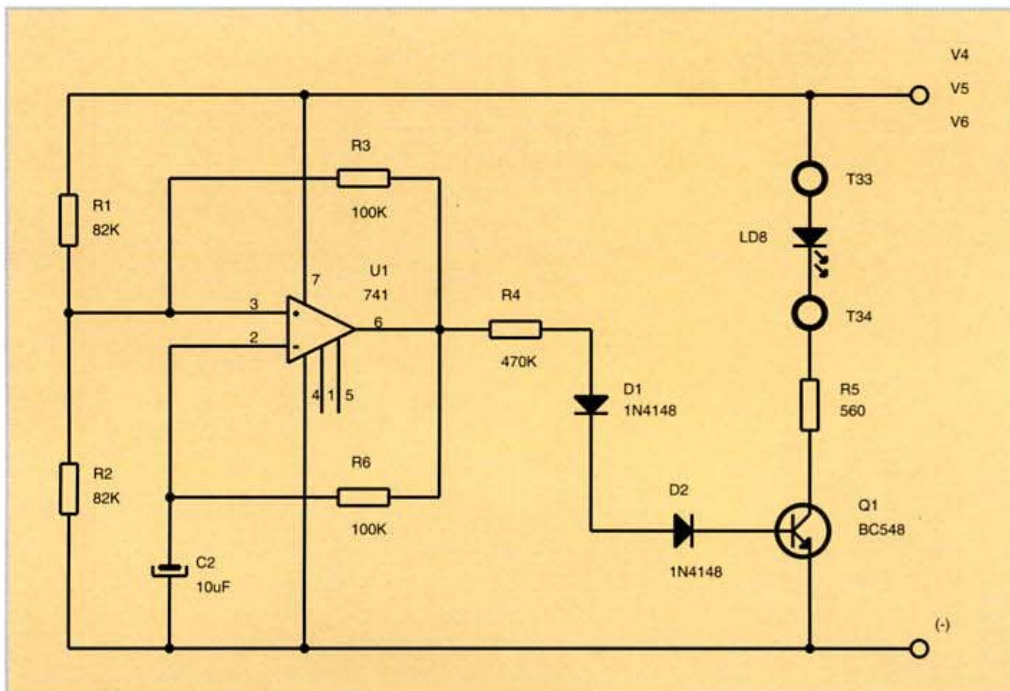 V4
V5
V6
R3
100K
T33
R1
82K
LD8
7
U1
741
3
6
R4
T34
2
470K
4
1
5
D1
1N4148
R5
560
R2
82K
R6
100K
D2
Q1
BC548
C2
10uF
1N4148
(-)